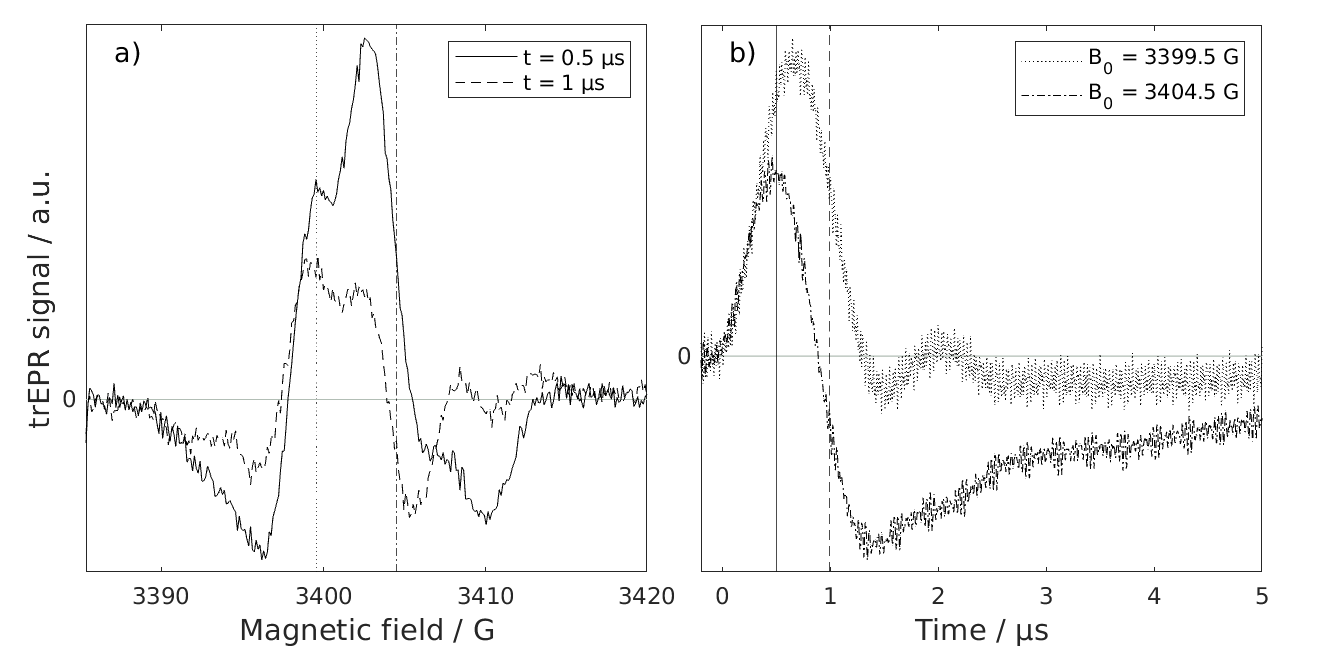 a)
t = 0.5 µs
t = 1 µs
trEPR signal / a.u.
0
3390 3400 3410 3420
Magnetic field / G
b)
B0 = 3399.5 G
B0 = 3404.5 G
0
0 1 2 3 4 5
Time / µs